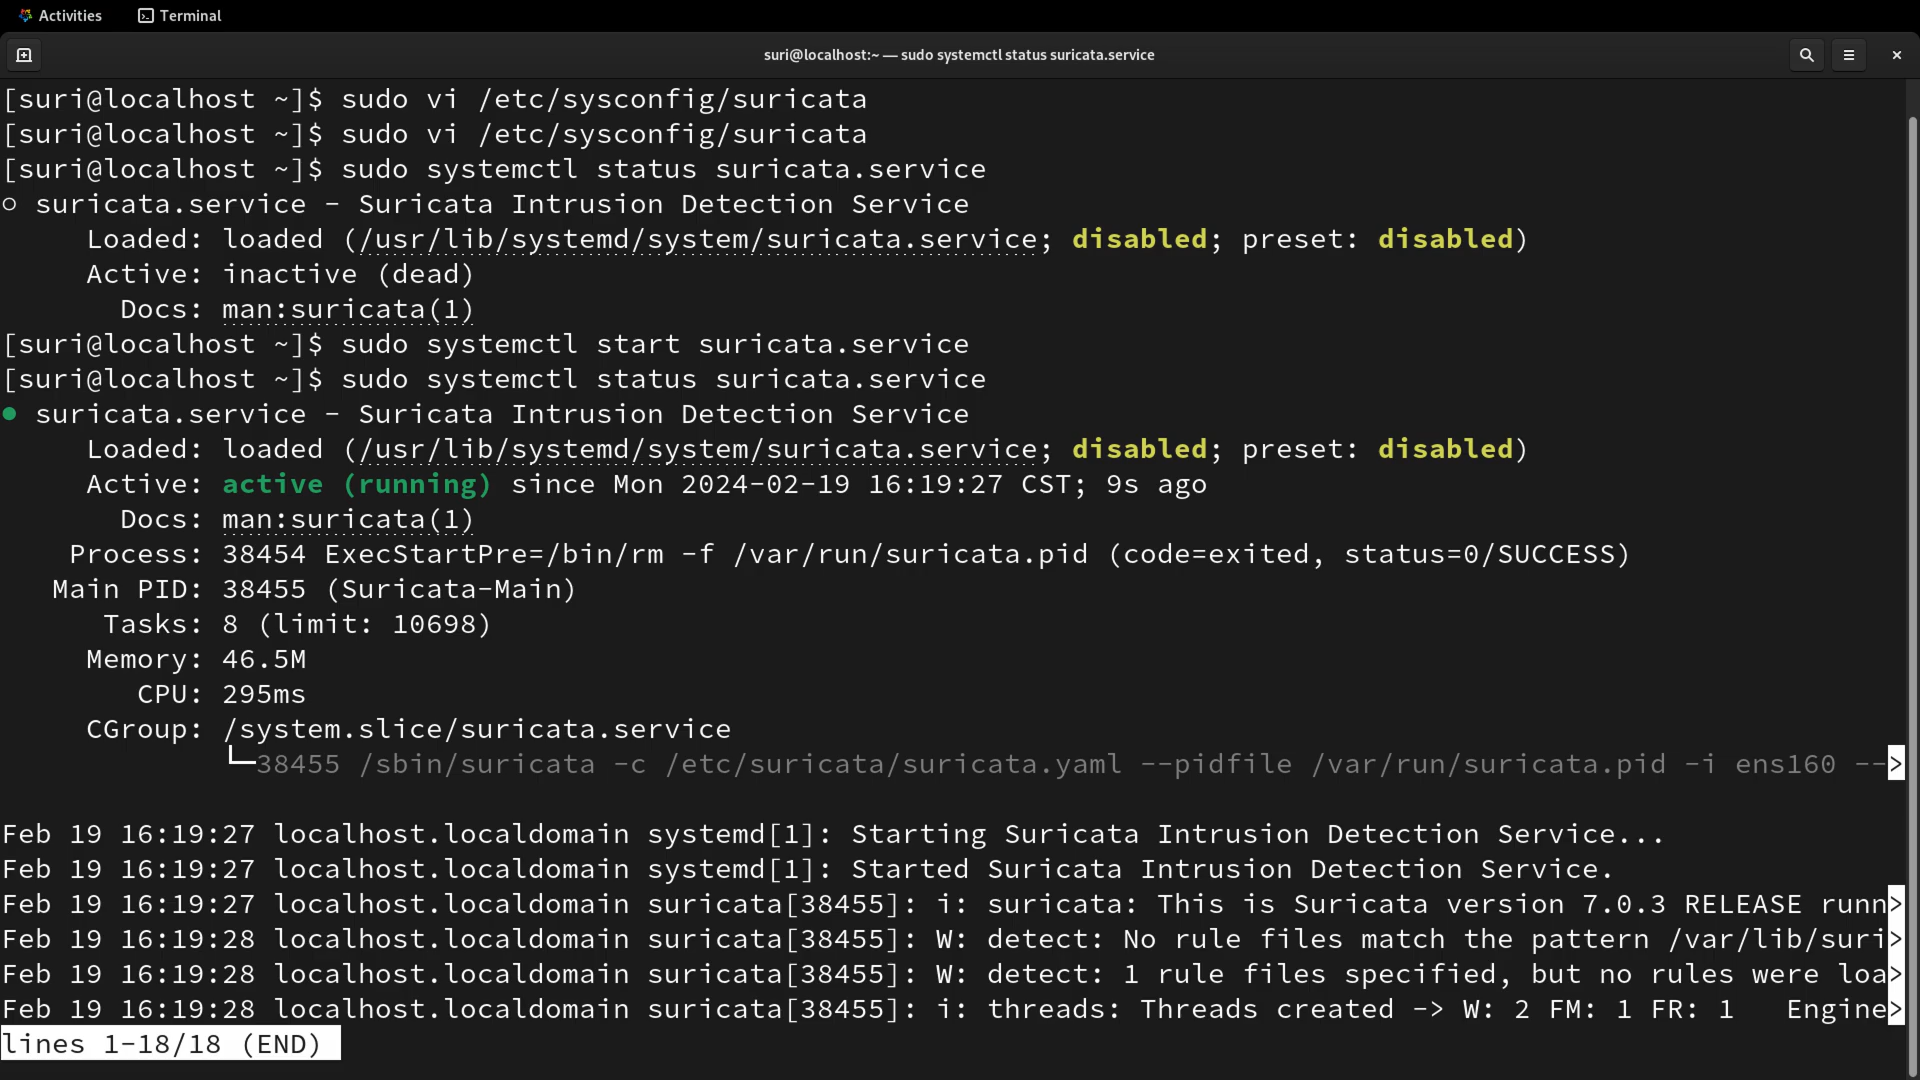 Activities Terminal
suri@localhost:~ — sudo systemctl status suricata.service
[suri@localhost ~]$ sudo vi /etc/sysconfig/suricata
[suri@localhost ~]$ sudo vi /etc/sysconfig/suricata
[suri@localhost ~]$ sudo systemctl status suricata.service
○ suricata.service - Suricata Intrusion Detection Service
     Loaded: loaded (/usr/lib/systemd/system/suricata.service; disabled; preset: disabled)
     Active: inactive (dead)
       Docs: man:suricata(1)
[suri@localhost ~]$ sudo systemctl start suricata.service
[suri@localhost ~]$ sudo systemctl status suricata.service
● suricata.service - Suricata Intrusion Detection Service
     Loaded: loaded (/usr/lib/systemd/system/suricata.service; disabled; preset: disabled)
     Active: active (running) since Mon 2024-02-19 16:19:27 CST; 9s ago
       Docs: man:suricata(1)
    Process: 38454 ExecStartPre=/bin/rm -f /var/run/suricata.pid (code=exited, status=0/SUCCESS)
   Main PID: 38455 (Suricata-Main)
      Tasks: 8 (limit: 10698)
     Memory: 46.5M
        CPU: 295ms
     CGroup: /system.slice/suricata.service
             └─38455 /sbin/suricata -c /etc/suricata/suricata.yaml --pidfile /var/run/suricata.pid -i ens160 -->
Feb 19 16:19:27 localhost.localdomain systemd[1]: Starting Suricata Intrusion Detection Service...
Feb 19 16:19:27 localhost.localdomain systemd[1]: Started Suricata Intrusion Detection Service.
Feb 19 16:19:27 localhost.localdomain suricata[38455]: i: suricata: This is Suricata version 7.0.3 RELEASE runn>
Feb 19 16:19:28 localhost.localdomain suricata[38455]: W: detect: No rule files match the pattern /var/lib/suri>
Feb 19 16:19:28 localhost.localdomain suricata[38455]: W: detect: 1 rule files specified, but no rules were loa>
Feb 19 16:19:28 localhost.localdomain suricata[38455]: i: threads: Threads created -> W: 2 FM: 1 FR: 1   Engine>
lines 1-18/18 (END)